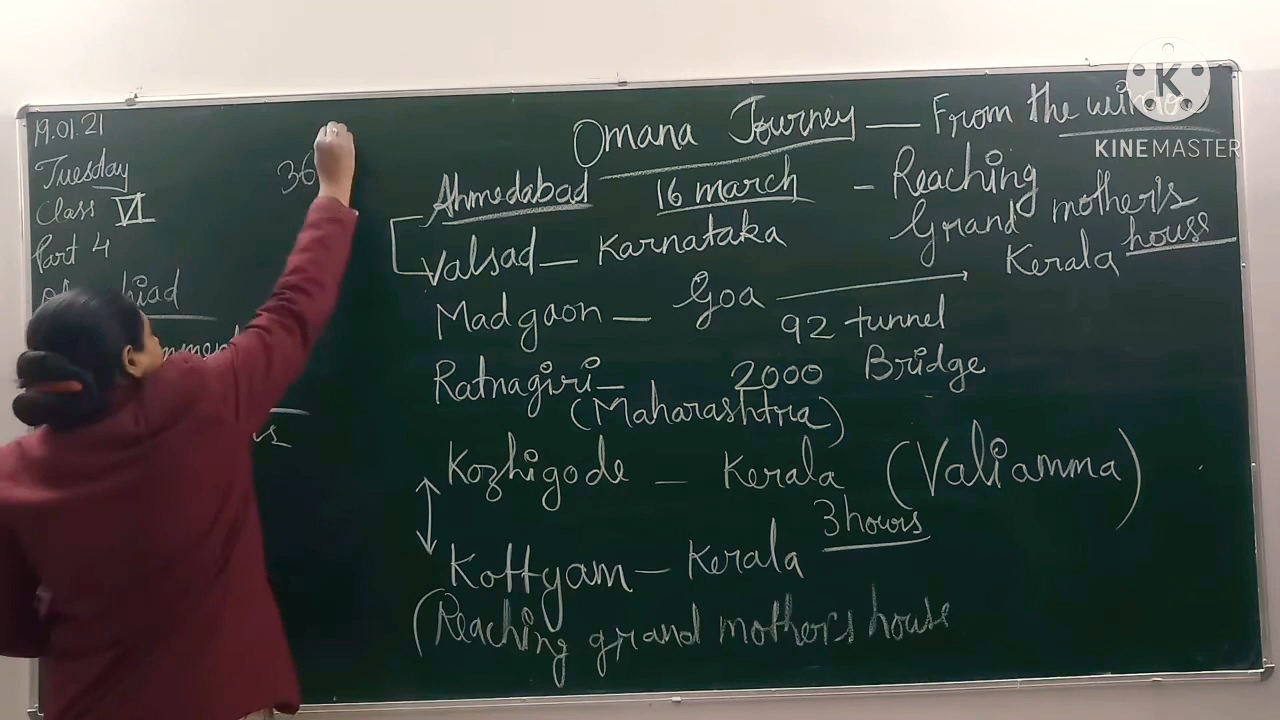 19.01.21
Tuesday
Class VI
Part 4
36
Omana Journey — From the window
Ahmedabad 16 march - Reaching
Grand mother's
house
Valsad — Karnataka
Kerala
Madgaon — Goa
92 tunnel
Ratnagiri — 2000 Bridge
(Maharashtra)
Kozhigode — Kerala (Valiamma)
3 hours
Kottyam — Kerala
(Reaching grand mother's house
K
KINEMASTER